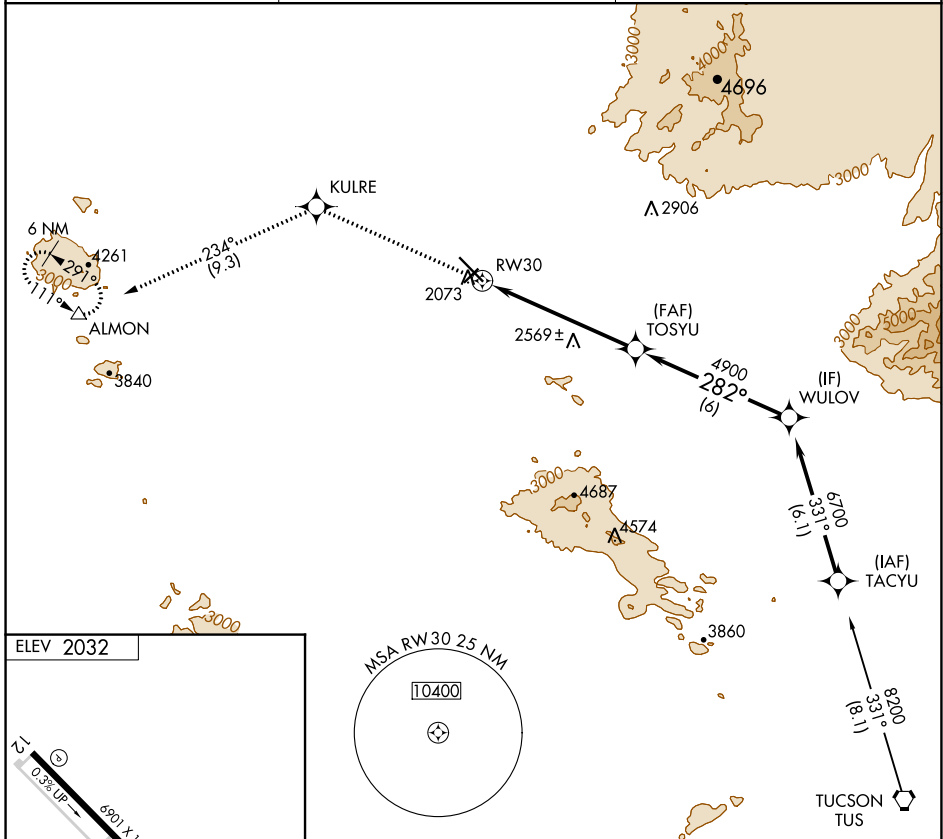 3000
4000
4696
3000
KULRE
2906
6 NM
4261
291°
3000
111°
ALMON
234°
(9.3)
RW30
2073
(FAF)
TOSYU
2569±
3000
5000
4900
282°
(6)
(IF)
WULOV
3840
3000
4687
4574
6700
331°
(6.1)
(IAF)
TACYU
3000
3860
ELEV 2032
MSA RW30 25 NM
10400
8200
331°
(8.1)
12
P
0.3% UP
6901 X
TUCSON
TUS